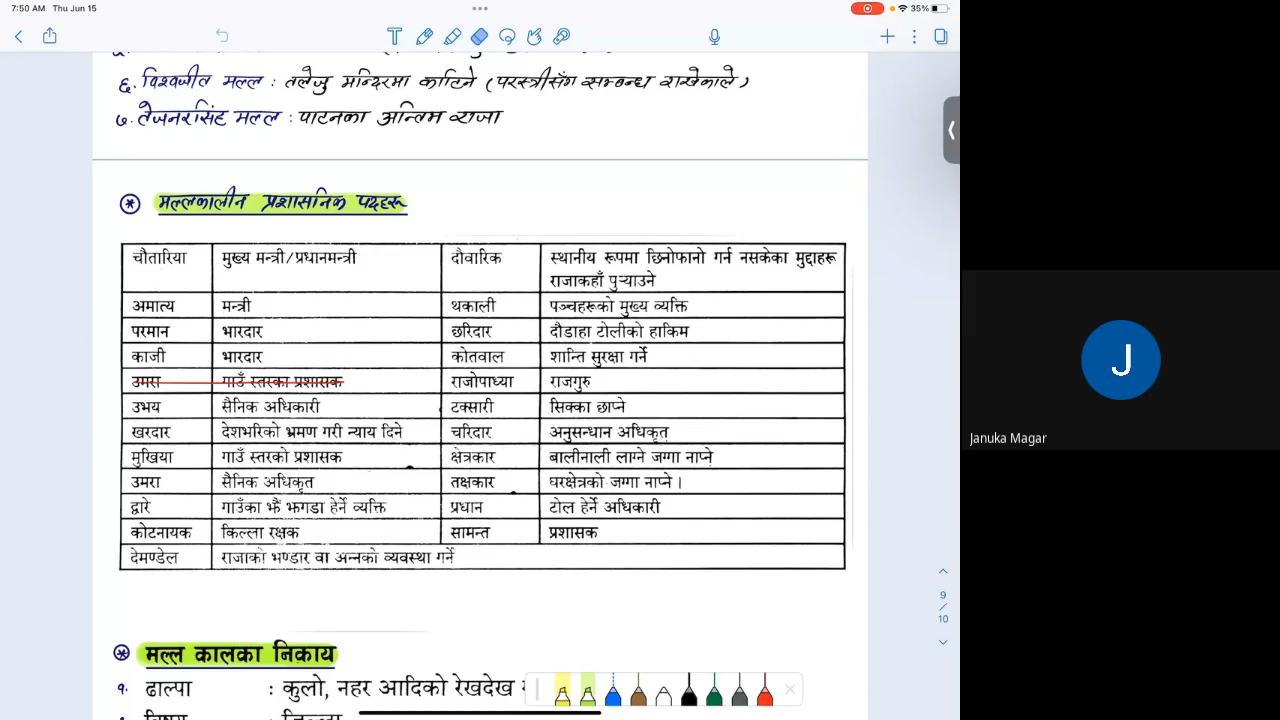 7:50 AM Thu Jun 15
35%
६. विश्वजीत मल्ल : तलेजु मन्दिरमा काटिने (परस्त्रीसँग सम्बन्ध राखेकाले)
७. तेजनरसिंह मल्ल : पाटनका अन्तिम राजा
मल्लकालीन प्रशासनिक पदहरू
चौतारिया मुख्य मन्त्री/प्रधानमन्त्री दौवारिक स्थानीय रूपमा छिनोफानो गर्न नसकेका मुद्दाहरू
राजाकहाँ पुऱ्याउने
अमात्य मन्त्री थकाली पञ्चहरूको मुख्य व्यक्ति
परमान भारदार छरिदार दौडाहा टोलीको हाकिम
काजी भारदार कोतवाल शान्ति सुरक्षा गर्ने
उमरा गाउँ स्तरका प्रशासक राजोपाध्या राजगुरु
उभय सैनिक अधिकारी टक्सारी सिक्का छाप्ने
खरदार देशभरिको भ्रमण गरी न्याय दिने चरिदार अनुसन्धान अधिकृत
मुखिया गाउँ स्तरको प्रशासक क्षेत्रकार बालीनाली लाग्ने जग्गा नाप्ने
उमरा सैनिक अधिकृत तक्षकार घरक्षेत्रको जग्गा नाप्ने ।
द्वारे गाउँका झैं झगडा हेर्ने व्यक्ति प्रधान टोल हेर्ने अधिकारी
कोटनायक किल्ला रक्षक सामन्त प्रशासक
देमण्डेल राजाको भण्डार वा अन्नको व्यवस्था गर्ने
मल्ल कालका निकाय
१. ढाल्पा : कुलो, नहर आदिको रेखदेख
9
/
10
J
Januka Magar